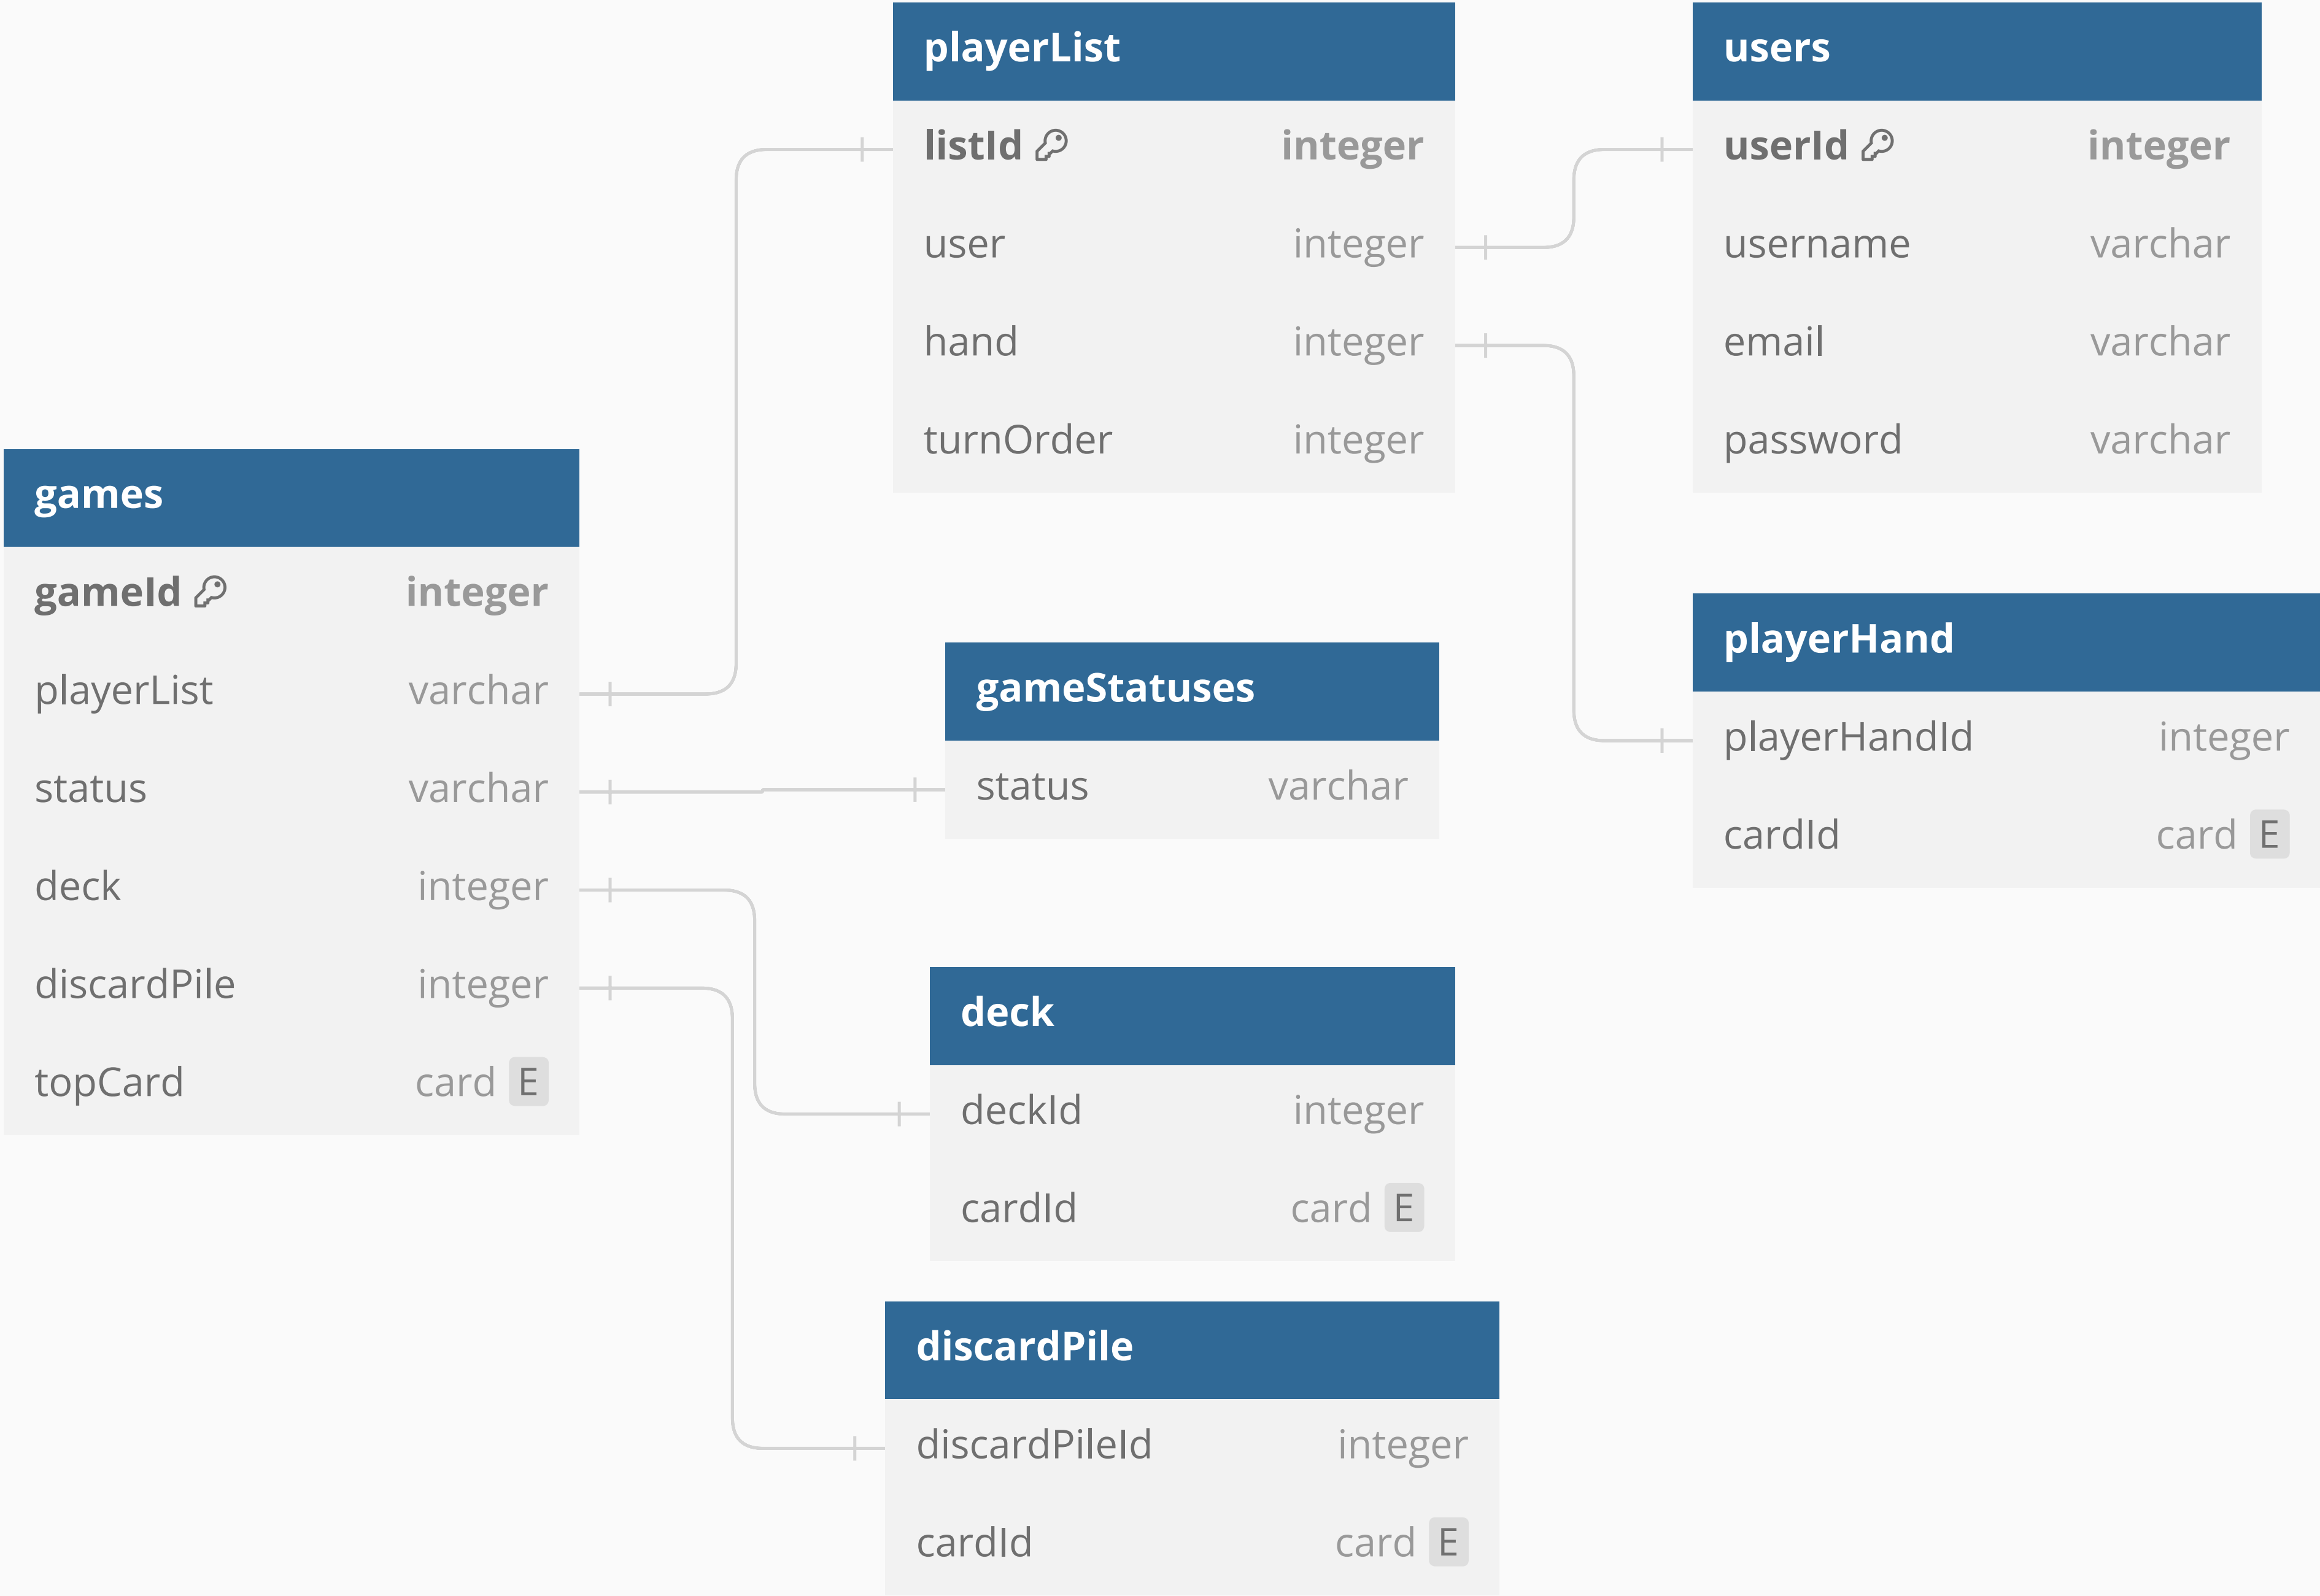 playerList
listId integer
user integer
hand integer
turnOrder integer
users
userId integer
username varchar
email varchar
password varchar
games
gameId integer
playerList varchar
status varchar
deck integer
discardPile integer
topCard card E
gameStatuses
status varchar
playerHand
playerHandId integer
cardId card E
deck
deckId integer
cardId card E
discardPile
discardPileId integer
cardId card E